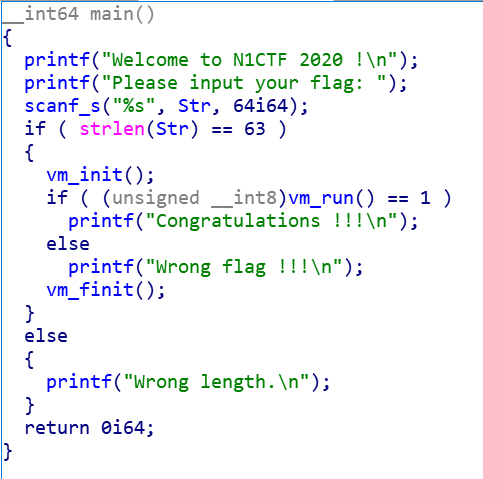 __int64 main()
{
  printf("Welcome to N1CTF 2020 !\n");
  printf("Please input your flag: ");
  scanf_s("%s", Str, 64i64);
  if ( strlen(Str) == 63 )
  {
    vm_init();
    if ( (unsigned __int8)vm_run() == 1 )
      printf("Congratulations !!!\n");
    else
      printf("Wrong flag !!!\n");
    vm_finit();
  }
  else
  {
    printf("Wrong length.\n");
  }
  return 0i64;
}